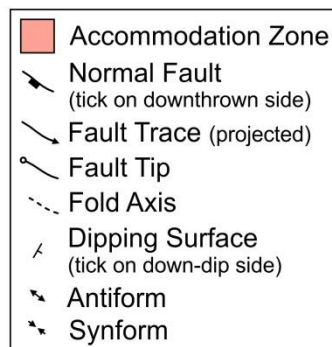 Accommodation Zone
Normal Fault
(tick on downthrown side)
Fault Trace (projected)
Fault Tip
Fold Axis
Dipping Surface
(tick on down-dip side)
Antiform
Synform